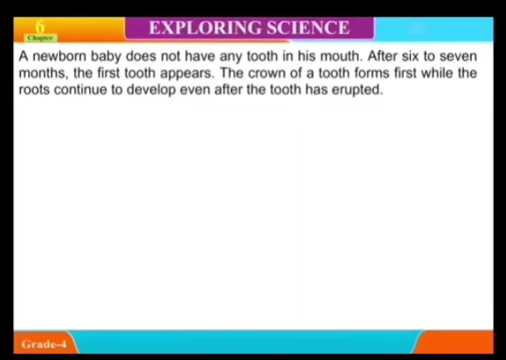 6
Chapter
EXPLORING SCIENCE
A newborn baby does not have any tooth in his mouth. After six to seven
months, the first tooth appears. The crown of a tooth forms first while the
roots continue to develop even after the tooth has erupted.
Grade-4